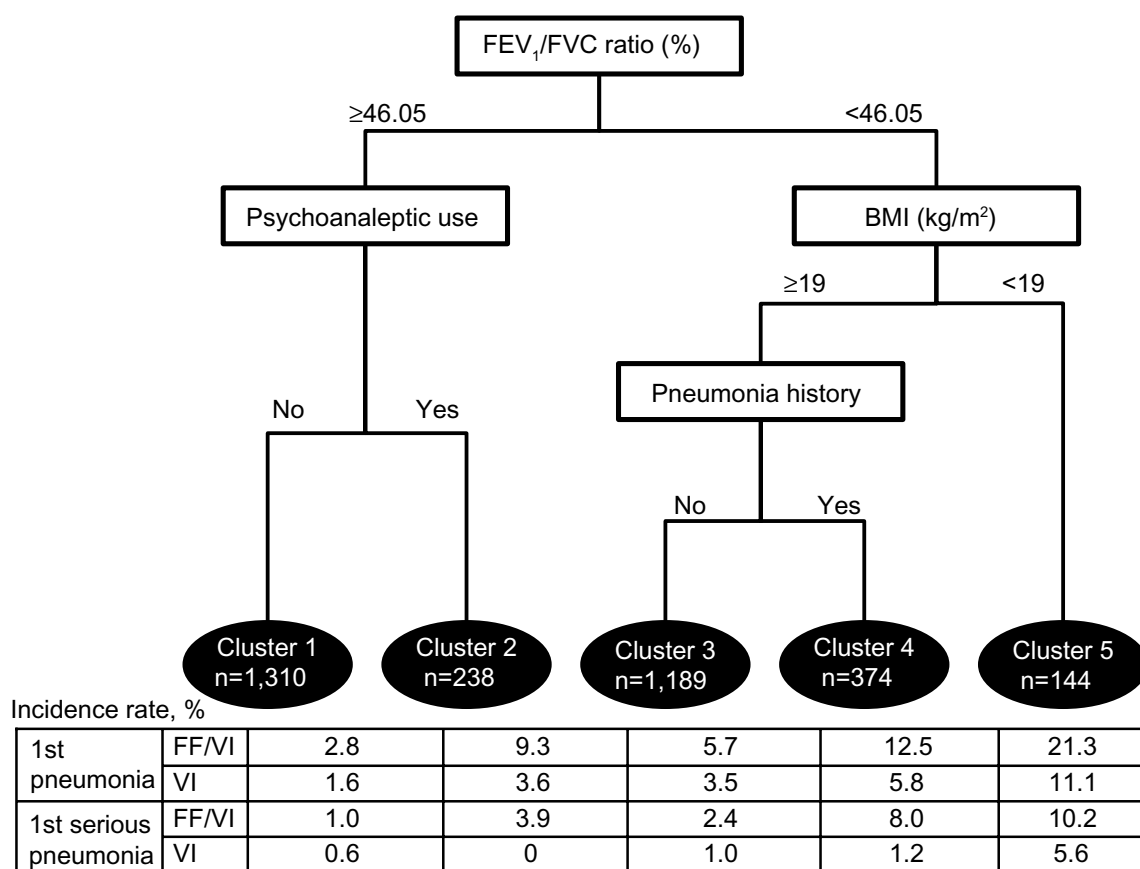 FEV₁/FVC ratio (%)
≥46.05
<46.05
Psychoanaleptic use
BMI (kg/m²)
≥19
<19
Pneumonia history
No
Yes
No
Yes
Cluster 1
n=1,310
Cluster 2
n=238
Cluster 3
n=1,189
Cluster 4
n=374
Cluster 5
n=144
Incidence rate, %
1st pneumonia FF/VI 2.8 9.3 5.7 12.5 21.3
VI 1.6 3.6 3.5 5.8 11.1
1st serious pneumonia FF/VI 1.0 3.9 2.4 8.0 10.2
VI 0.6 0 1.0 1.2 5.6